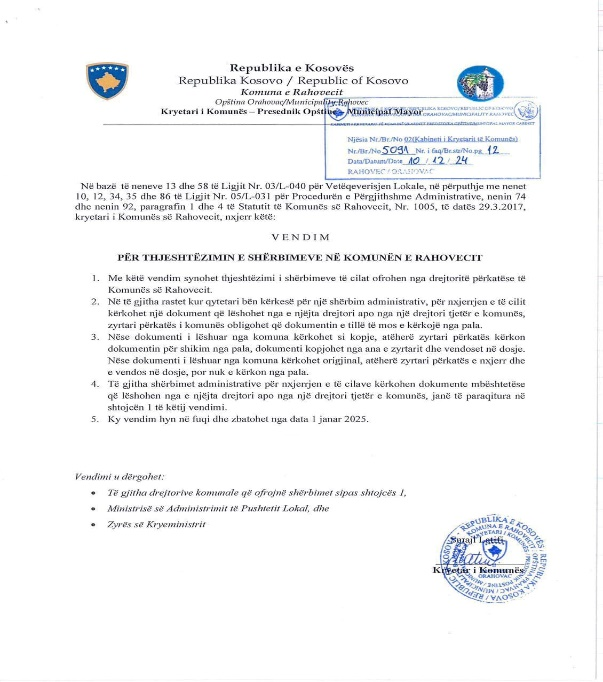 Republika e Kosovës
Republika Kosovo / Republic of Kosovo
Komuna e Rahovecit
Opština Orahovac/Municipality Rahovec
Kryetari i Komunës – Presednik Opštine – Municipal Mayor
Njësia Nr./Br./No 02(Kabineti i Kryetarit të Komunës)
Nr./Br./No 5091 Nr. i faq/Br.str/No.pg. 12
Data/Datum/Date 10 / 12 / 24
RAHOVEC / ORAHOVAC
Në bazë të neneve 13 dhe 58 të Ligjit Nr. 03/L-040 për Vetëqeverisjen Lokale, në përputhje me nenet
10, 12, 34, 35 dhe 86 të Ligjit Nr. 05/L-031 për Procedurën e Përgjithshme Administrative, nenin 74
dhe nenin 92, paragrafin 1 dhe 4 të Statutit të Komunës së Rahovecit, Nr. 1005, të datës 29.3.2017,
kryetari i Komunës së Rahovecit, nxjerr këtë:
V E N D I M
PËR THJESHTËZIMIN E SHËRBIMEVE NË KOMUNËN E RAHOVECIT
1. Me këtë vendim synohet thjeshtëzimi i shërbimeve të cilat ofrohen nga drejtoritë përkatëse të
Komunës së Rahovecit.
2. Në të gjitha rastet kur qytetari bën kërkesë për një shërbim administrativ, për nxjerrjen e të cilit
kërkohet një dokument që lëshohet nga e njëjta drejtori apo nga një drejtori tjetër e komunës,
zyrtari përkatës i komunës obligohet që dokumentin e tillë të mos e kërkojë nga pala.
3. Nëse dokumenti i lëshuar nga komuna kërkohet si kopje, atëherë zyrtari përkatës kërkon
dokumentin për shikim nga pala, dokumenti kopjohet nga ana e zyrtarit dhe vendoset në dosje.
Nëse dokumenti i lëshuar nga komuna kërkohet origjinal, atëherë zyrtari përkatës e nxjerr dhe
e vendos në dosje, por nuk e kërkon nga pala.
4. Të gjitha shërbimet administrative për nxjerrjen e të cilave kërkohen dokumente mbështetëse
që lëshohen nga e njëjta drejtori apo nga një drejtori tjetër e komunës, janë të paraqitura në
shtojcën 1 të këtij vendimi.
5. Ky vendim hyn në fuqi dhe zbatohet nga data 1 janar 2025.
Vendimi u dërgohet:
• Të gjitha drejtorive komunale që ofrojnë shërbimet sipas shtojcës 1,
• Ministrisë së Administrimit të Pushtetit Lokal, dhe
• Zyrës së Kryeministrit
Smajl Latifi
Kryetar i Komunës
ORAHOVAC